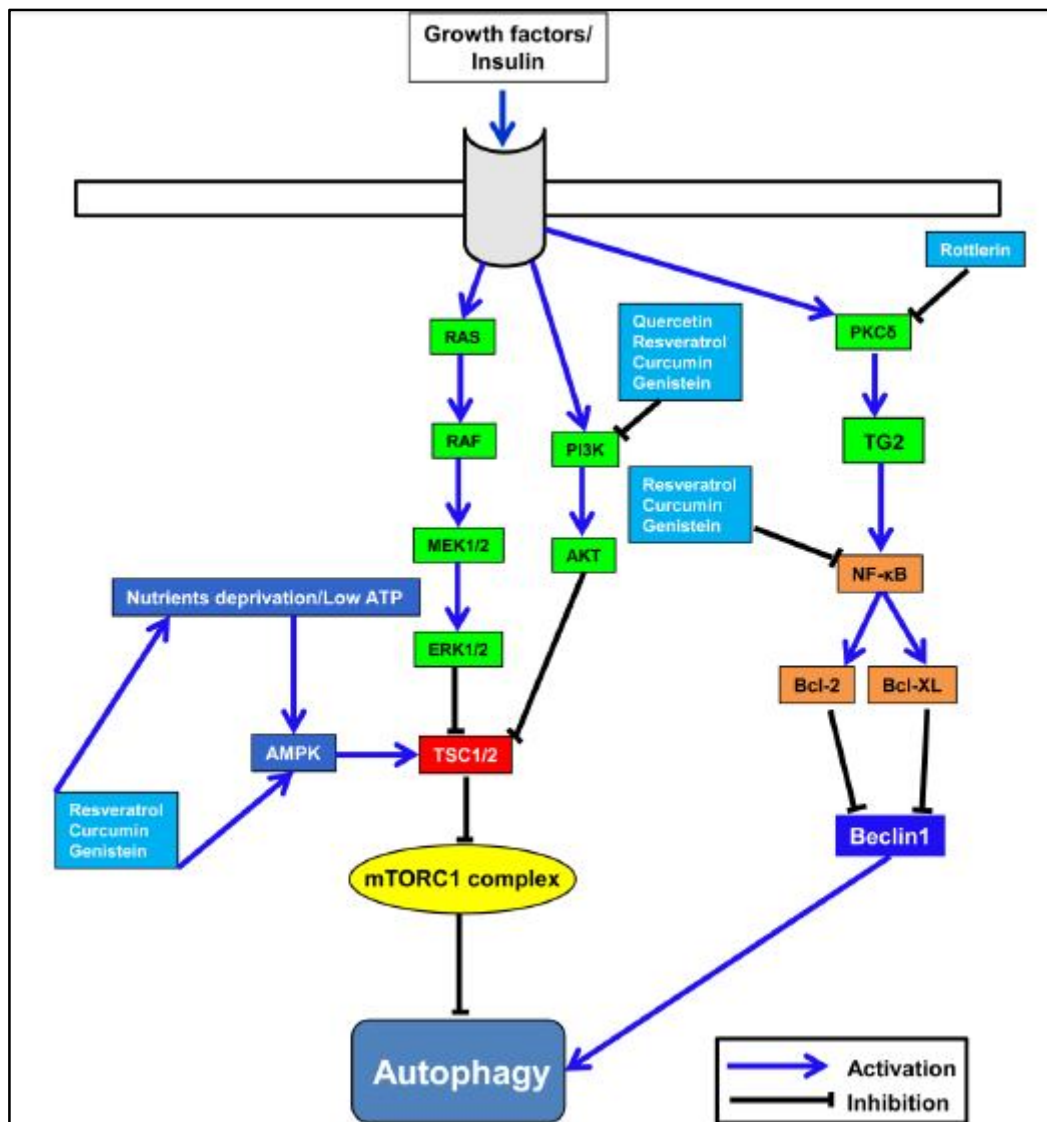 Growth factors/
Insulin
Rottlerin
Quercetin
Resveratrol
Curcumin
Genistein
RAS
PKCδ
RAF
PI3K
TG2
Resveratrol
Curcumin
Genistein
MEK1/2
AKT
NF-κB
Nutrients deprivation/Low ATP
ERK1/2
Bcl-2
Bcl-XL
AMPK
TSC1/2
Resveratrol
Curcumin
Genistein
Beclin1
mTORC1 complex
Autophagy
Activation
Inhibition